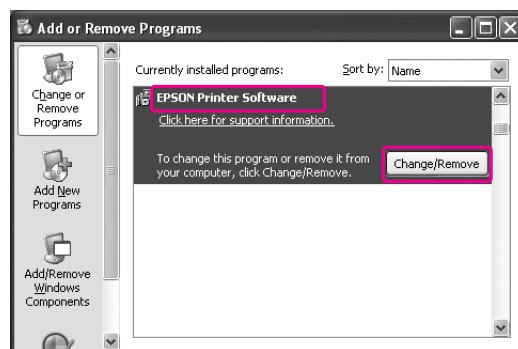 Add or Remove Programs
Change or
Remove
Programs
Add New
Programs
Add/Remove
Windows
Components
Currently installed programs:
Sort by: Name
EPSON Printer Software
Click here for support information.
To change this program or remove it from
your computer, click Change/Remove.
Change/Remove